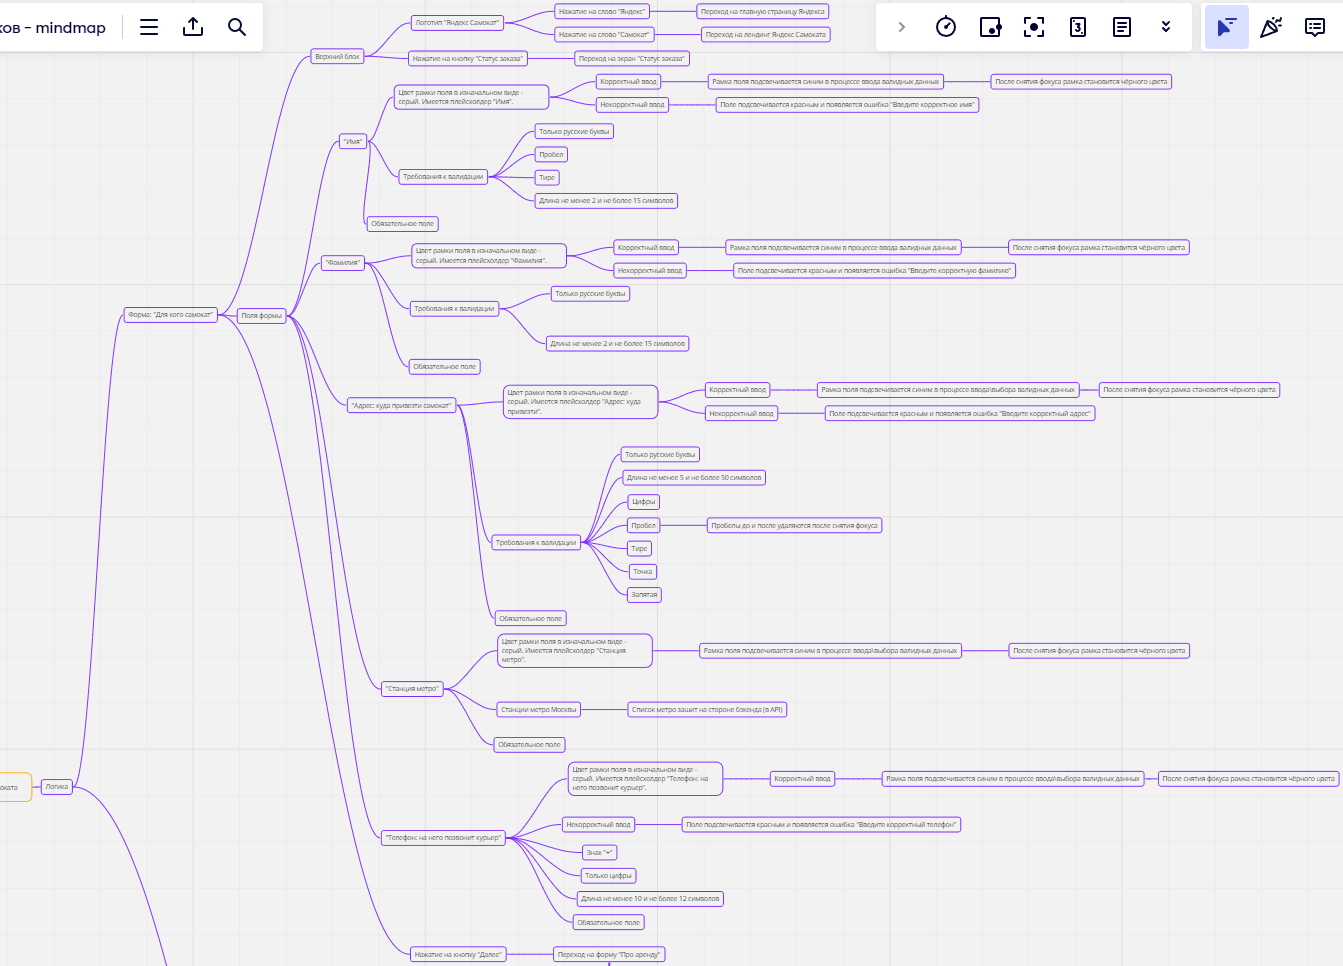 ков - mindmap
Логотип "Яндекс Самокат"
Нажатие на слово "Яндекс"
Переход на главную страницу Яндекса
Нажатие на слово "Самокат"
Переход на лендинг Яндекс Самоката
Верхний блок
Нажатие на кнопку "Статус заказа"
Переход на экран "Статус заказа"
Цвет рамки поля в изначальном виде -
серый. Имеется плейсхолдер "Имя".
Корректный ввод
Рамка поля подсвечивается синим в процессе ввода валидных данных
После снятия фокуса рамка становится чёрного цвета
Некорректный ввод
Поле подсвечивается красным и появляется ошибка "Введите корректное имя"
"Имя"
Требования к валидации
Только русские буквы
Пробел
Тире
Длина не менее 2 и не более 15 символов
Обязательное поле
"Фамилия"
Цвет рамки поля в изначальном виде -
серый. Имеется плейсхолдер "Фамилия".
Корректный ввод
Рамка поля подсвечивается синим в процессе ввода валидных данных
После снятия фокуса рамка становится чёрного цвета
Некорректный ввод
Поле подсвечивается красным и появляется ошибка "Введите корректную фамилию"
Требования к валидации
Только русские буквы
Длина не менее 2 и не более 15 символов
Обязательное поле
Форма: "Для кого самокат"
Поля формы
"Адрес: куда привезти самокат"
Цвет рамки поля в изначальном виде -
серый. Имеется плейсхолдер "Адрес: куда
привезти".
Корректный ввод
Рамка поля подсвечивается синим в процессе ввода\выбора валидных данных
После снятия фокуса рамка становится чёрного цвета
Некорректный ввод
Поле подсвечивается красным и появляется ошибка "Введите корректный адрес"
Требования к валидации
Только русские буквы
Длина не менее 5 и не более 50 символов
Цифры
Пробел
Пробелы до и после удаляются после снятия фокуса
Тире
Точка
Запятая
Обязательное поле
"Станция метро"
Цвет рамки поля в изначальном виде -
серый. Имеется плейсхолдер "Станция
метро".
Рамка поля подсвечивается синим в процессе ввода\выбора валидных данных
После снятия фокуса рамка становится чёрного цвета
Станции метро Москвы
Список метро зашит на стороне бэкенда (в API)
Обязательное поле
оката
Логика
"Телефон: на него позвонит курьер"
Цвет рамки поля в изначальном виде -
серый. Имеется плейсхолдер "Телефон: на
него позвонит курьер".
Корректный ввод
Рамка поля подсвечивается синим в процессе ввода\выбора валидных данных
После снятия фокуса рамка становится чёрного цвета
Некорректный ввод
Поле подсвечивается красным и появляется ошибка "Введите корректный телефон"
Знак "+"
Только цифры
Длина не менее 10 и не более 12 символов
Обязательное поле
Нажатие на кнопку "Далее"
Переход на форму "Про аренду"